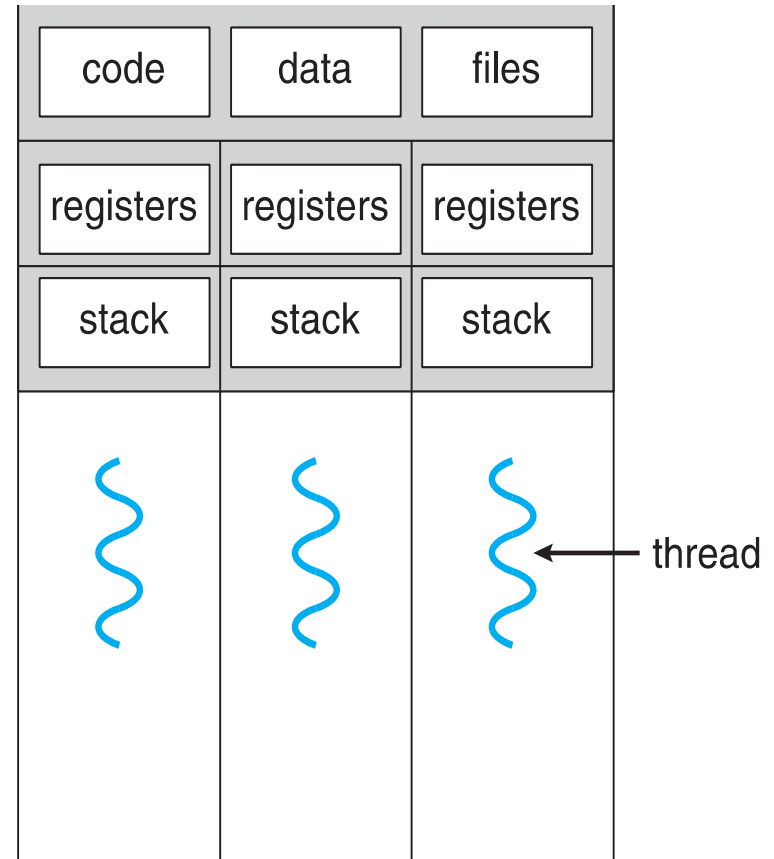 code data files
registers registers registers
stack stack stack
thread